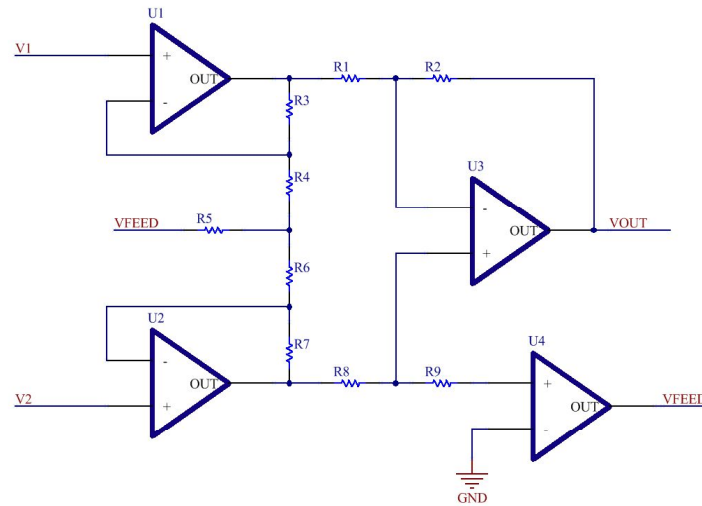 U1
V1
+
OUT
-
R1
R2
R3
R4
U3
VFEED
R5
-
OUT
VOUT
+
R6
U2
R7
U4
-
OUT
R8
R9
+
V2
+
OUT
VFEED
-
GND